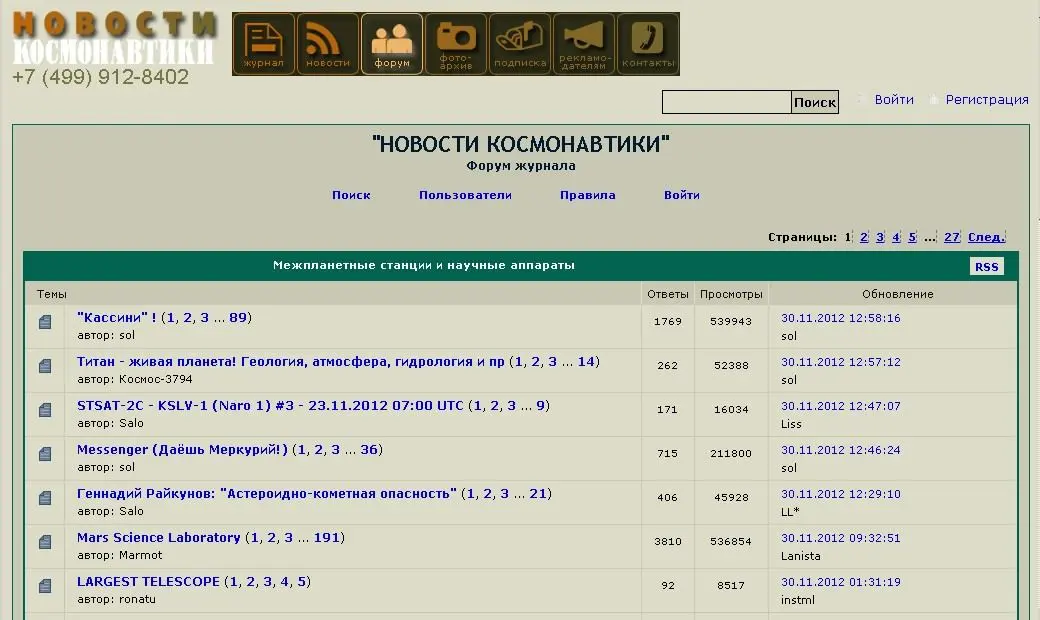 НОВОСТИ
КОСМОНАВТИКИ
+7 (499) 912-8402
журнал новости форум фото-архив подписка рекламо-дателям контакты
Поиск Войти Регистрация
"НОВОСТИ КОСМОНАВТИКИ"
Форум журнала
Поиск Пользователи Правила Войти
Страницы: 1 2 3 4 5 ... 27 След.
Межпланетные станции и научные аппараты RSS
Темы Ответы Просмотры Обновление
"Кассини" ! (1, 2, 3 ... 89) 1769 539943 30.11.2012 12:58:16
автор: sol sol
Титан - живая планета! Геология, атмосфера, гидрология и пр (1, 2, 3 ... 14) 262 52388 30.11.2012 12:57:12
автор: Космос-3794 sol
STSAT-2C - KSLV-1 (Naro 1) #3 - 23.11.2012 07:00 UTC (1, 2, 3 ... 9) 171 16034 30.11.2012 12:47:07
автор: Salo Liss
Messenger (Даёшь Меркурий!) (1, 2, 3 ... 36) 715 211800 30.11.2012 12:46:24
автор: sol sol
Геннадий Райкунов: "Астероидно-кометная опасность" (1, 2, 3 ... 21) 406 45928 30.11.2012 12:29:10
автор: Salo LL*
Mars Science Laboratory (1, 2, 3 ... 191) 3810 536854 30.11.2012 09:32:51
автор: Marmot Lanista
LARGEST TELESCOPE (1, 2, 3, 4, 5) 92 8517 30.11.2012 01:31:19
автор: ronatu instml